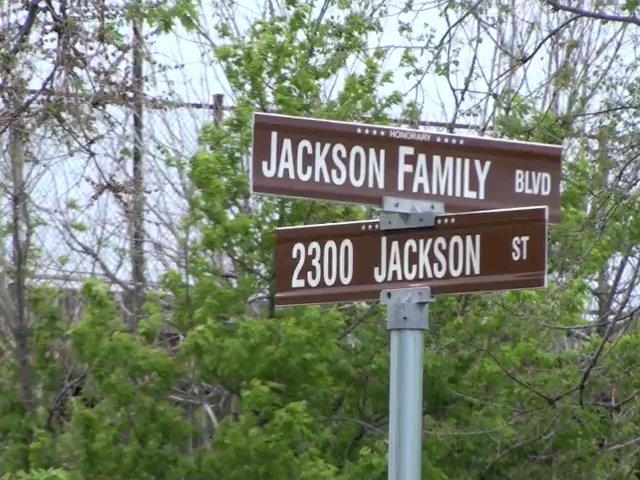 ★★★★ HONORARY ★★★★
JACKSON FAMILY BLVD
2300 JACKSON ST